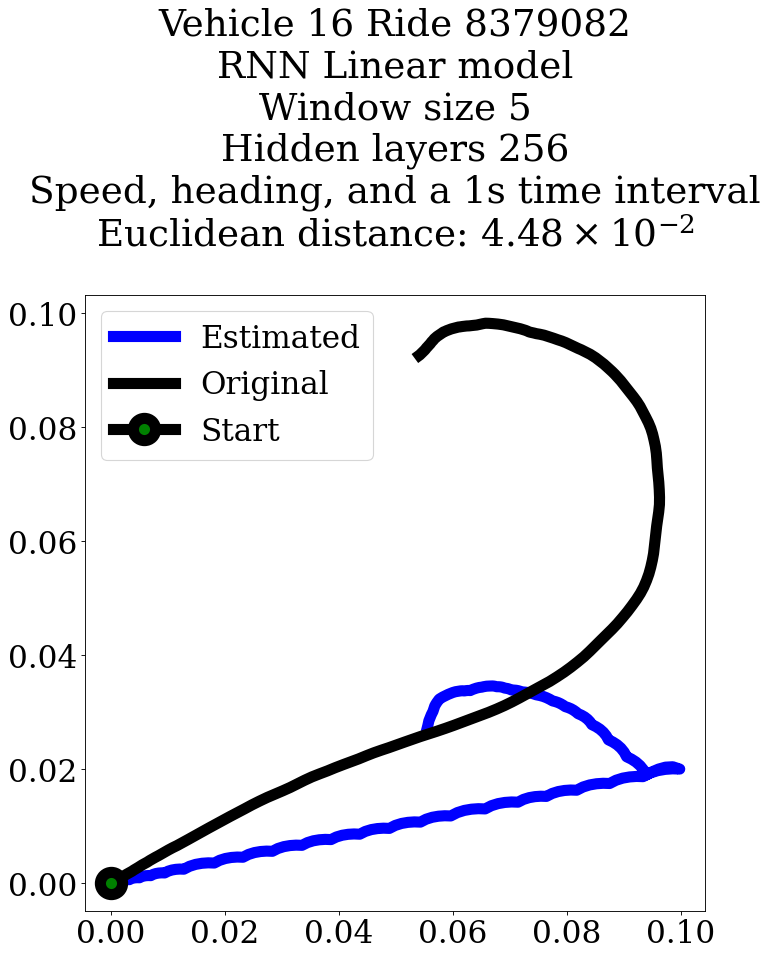 Vehicle 16 Ride 8379082
RNN Linear model
Window size 5
Hidden layers 256
Speed, heading, and a 1s time interval
Euclidean distance: 4.48 × 10⁻²
Estimated
Original
Start
0.10
0.08
0.06
0.04
0.02
0.00
0.00 0.02 0.04 0.06 0.08 0.10